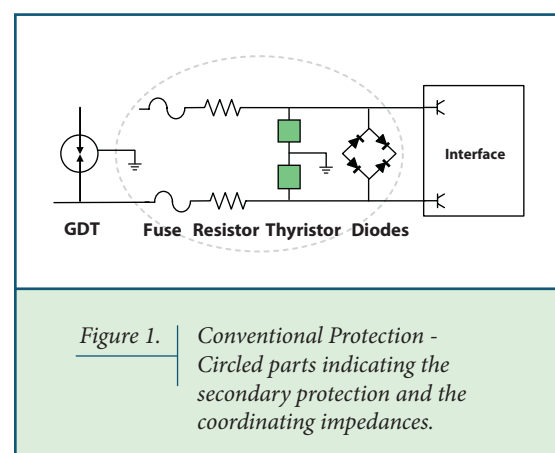 Interface
GDT Fuse Resistor Thyristor Diodes
Figure 1.
Conventional Protection -
Circled parts indicating the
secondary protection and the
coordinating impedances.